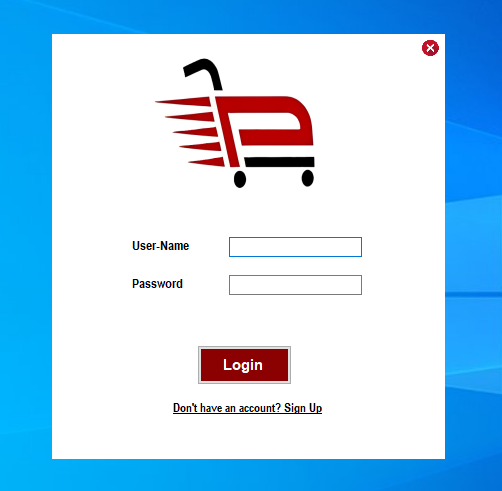 User-Name
Password
Login
Don't have an account? Sign Up